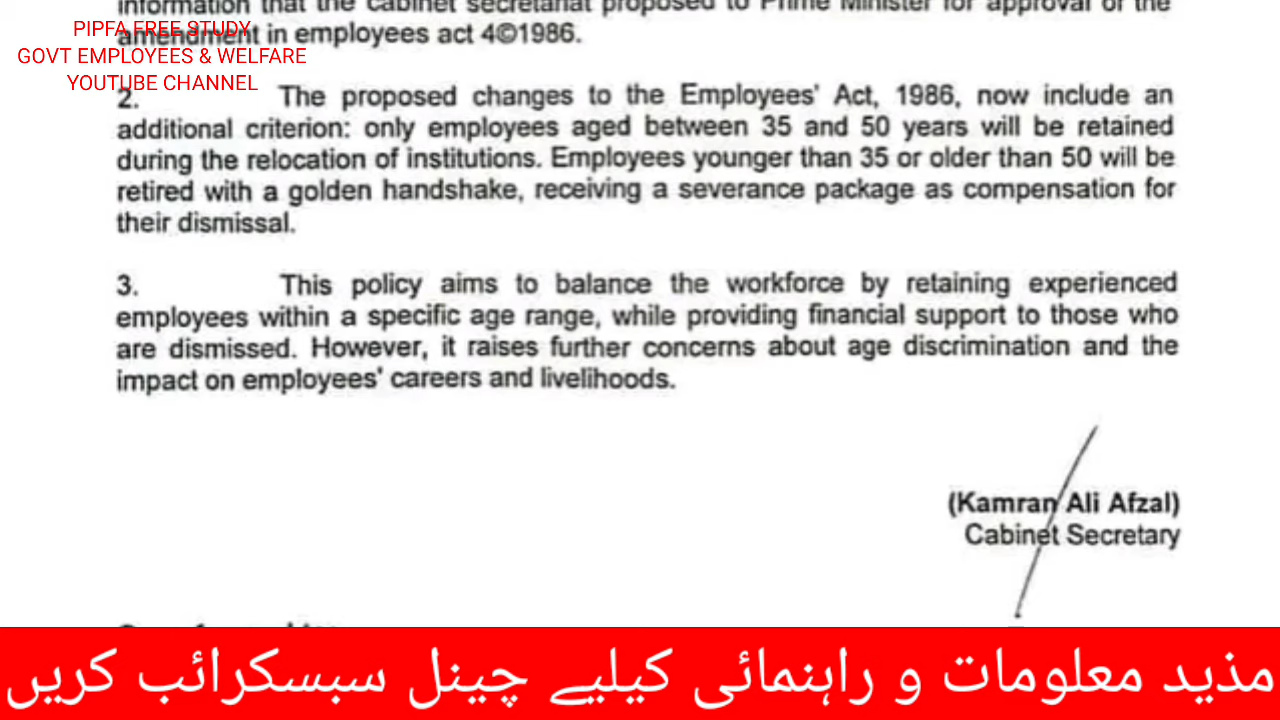 information that the cabinet secretariat proposed to Prime Minister for approval of the
PIPFA FREE STUDY
amendment in employees act 4©1986.
GOVT EMPLOYEES & WELFARE
YOUTUBE CHANNEL
2. The proposed changes to the Employees' Act, 1986, now include an
additional criterion: only employees aged between 35 and 50 years will be retained
during the relocation of institutions. Employees younger than 35 or older than 50 will be
retired with a golden handshake, receiving a severance package as compensation for
their dismissal.
3. This policy aims to balance the workforce by retaining experienced
employees within a specific age range, while providing financial support to those who
are dismissed. However, it raises further concerns about age discrimination and the
impact on employees' careers and livelihoods.
(Kamran Ali Afzal)
Cabinet Secretary
مذید معلومات و راہنمائی کیلیے چینل سبسکرائب کریں